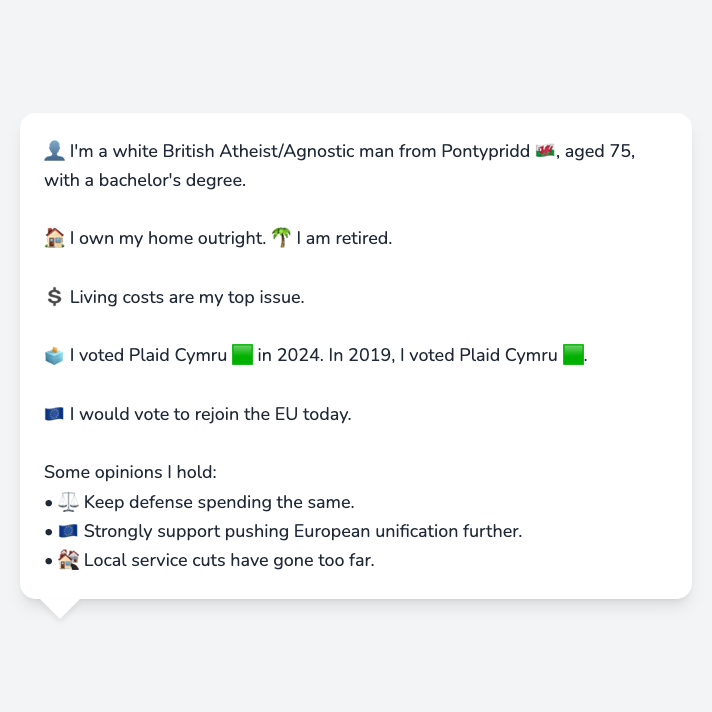 👤 I'm a white British Atheist/Agnostic man from Pontypridd 🏴󠁧󠁢󠁷󠁬󠁳󠁿, aged 75,
with a bachelor's degree.
🏠 I own my home outright. 🌴 I am retired.
💲 Living costs are my top issue.
🗳️ I voted Plaid Cymru 🟩 in 2024. In 2019, I voted Plaid Cymru 🟩.
🇪🇺 I would vote to rejoin the EU today.
Some opinions I hold:
• ⚖️ Keep defense spending the same.
• 🇪🇺 Strongly support pushing European unification further.
• 🏚️ Local service cuts have gone too far.